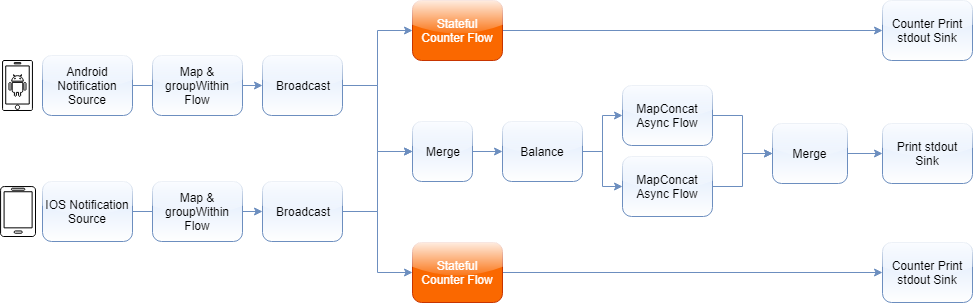 Stateful
Counter Flow
Counter Print
stdout Sink
Android
Notification
Source
Map &
groupWithin
Flow
Broadcast
MapConcat
Async Flow
Merge
Balance
Merge
Print stdout
Sink
MapConcat
Async Flow
IOS Notification
Source
Map &
groupWithin
Flow
Broadcast
Stateful
Counter Flow
Counter Print
stdout Sink